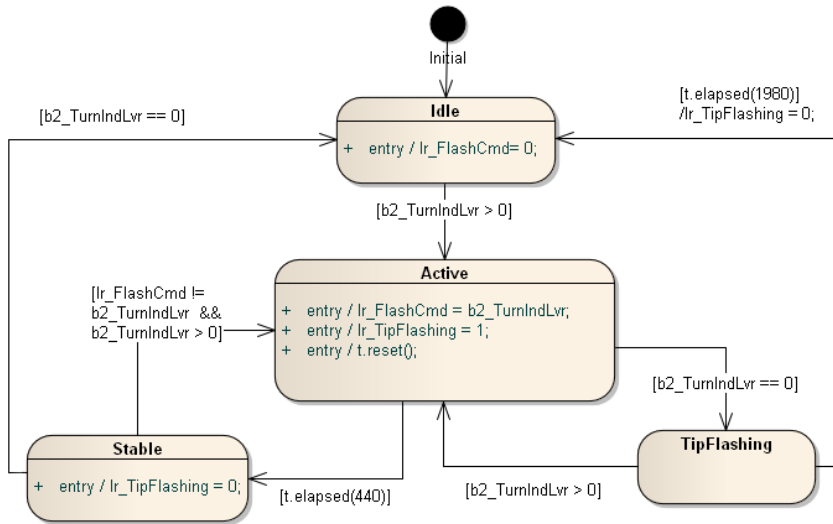 Initial
[b2_TurnIndLvr == 0]
[t.elapsed(1980)]
/lr_TipFlashing = 0;
Idle
+ entry / lr_FlashCmd= 0;
[b2_TurnIndLvr > 0]
Active
+ entry / lr_FlashCmd = b2_TurnIndLvr;
+ entry / lr_TipFlashing = 1;
+ entry / t.reset();
[lr_FlashCmd !=
b2_TurnIndLvr &&
b2_TurnIndLvr > 0]
[b2_TurnIndLvr == 0]
Stable
+ entry / lr_TipFlashing = 0;
TipFlashing
[t.elapsed(440)]
[b2_TurnIndLvr > 0]